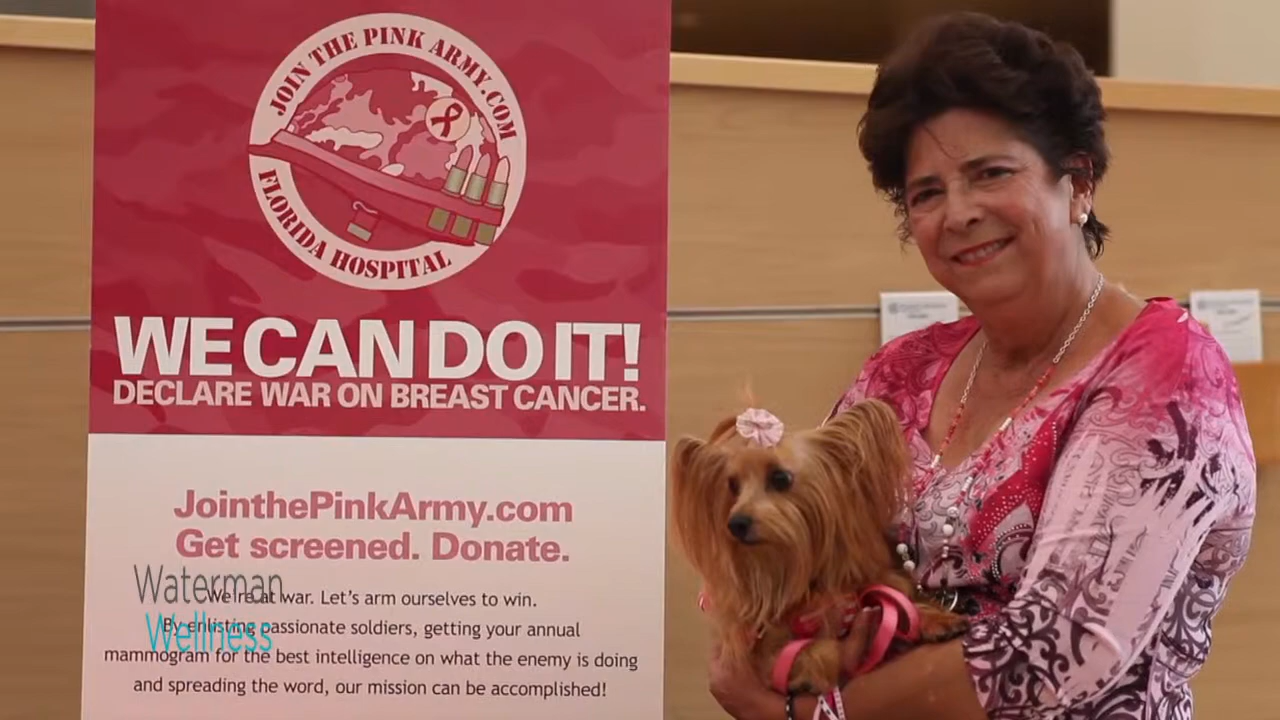 JOIN THE PINK ARMY.COM
FLORIDA HOSPITAL
WE CAN DO IT!
DECLARE WAR ON BREAST CANCER.
JointhePinkArmy.com
Get screened. Donate.
We're at war. Let's arm ourselves to win.
By enlisting passionate soldiers, getting your annual
mammogram for the best intelligence on what the enemy is doing
and spreading the word, our mission can be accomplished!
Waterman
Wellness